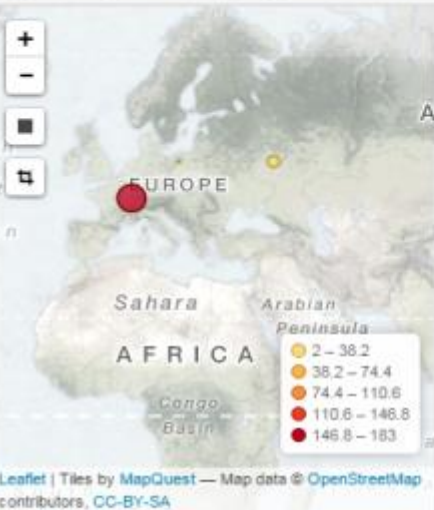 +
−
A
EUROPE
n
Sahara
Arabian
Peninsula
AFRICA
Congo
Basin
2 – 38.2
38.2 – 74.4
74.4 – 110.6
110.6 – 146.8
146.8 – 183
Leaflet | Tiles by MapQuest — Map data © OpenStreetMap
contributors, CC-BY-SA